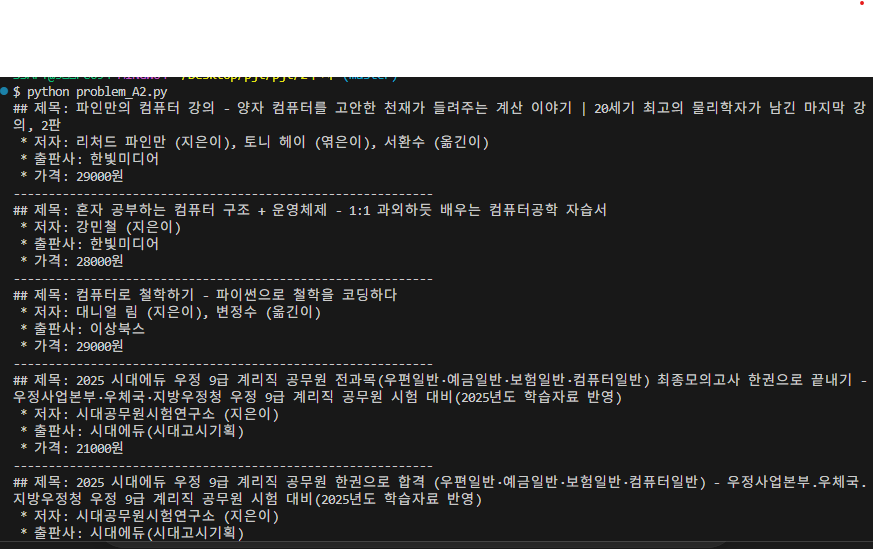 $ python problem_A2.py
## 제목: 파인만의 컴퓨터 강의 - 양자 컴퓨터를 고안한 천재가 들려주는 계산 이야기 | 20세기 최고의 물리학자가 남긴 마지막 강
의, 2판
* 저자: 리처드 파인만 (지은이), 토니 헤이 (엮은이), 서환수 (옮긴이)
* 출판사: 한빛미디어
* 가격: 29000원
------------------------------------------------------------
## 제목: 혼자 공부하는 컴퓨터 구조 + 운영체제 - 1:1 과외하듯 배우는 컴퓨터공학 자습서
* 저자: 강민철 (지은이)
* 출판사: 한빛미디어
* 가격: 28000원
------------------------------------------------------------
## 제목: 컴퓨터로 철학하기 - 파이썬으로 철학을 코딩하다
* 저자: 대니얼 림 (지은이), 변정수 (옮긴이)
* 출판사: 이상북스
* 가격: 29000원
------------------------------------------------------------
## 제목: 2025 시대에듀 우정 9급 계리직 공무원 전과목(우편일반·예금일반·보험일반·컴퓨터일반) 최종모의고사 한권으로 끝내기 -
우정사업본부·우체국·지방우정청 우정 9급 계리직 공무원 시험 대비(2025년도 학습자료 반영)
* 저자: 시대공무원시험연구소 (지은이)
* 출판사: 시대에듀(시대고시기획)
* 가격: 21000원
------------------------------------------------------------
## 제목: 2025 시대에듀 우정 9급 계리직 공무원 한권으로 합격 (우편일반·예금일반·보험일반·컴퓨터일반) - 우정사업본부.우체국.
지방우정청 우정 9급 계리직 공무원 시험 대비(2025년도 학습자료 반영)
* 저자: 시대공무원시험연구소 (지은이)
* 출판사: 시대에듀(시대고시기획)